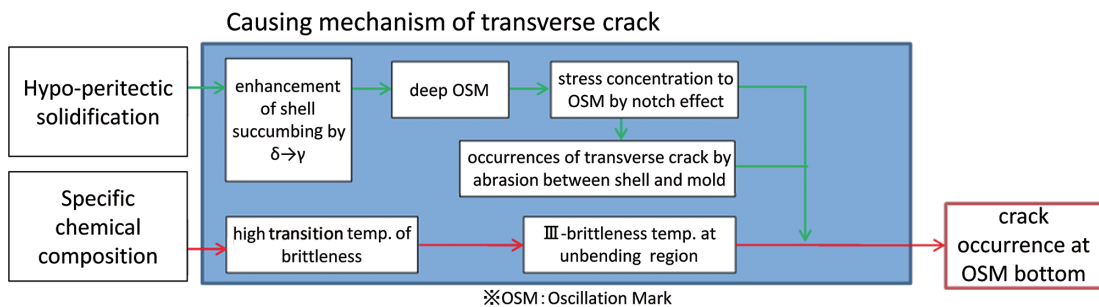 Causing mechanism of transverse crack
Hypo-peritectic
solidification
enhancement
of shell
succumbing by
δ→γ
deep OSM
stress concentration to
OSM by notch effect
occurrences of transverse crack by
abrasion between shell and mold
Specific
chemical
composition
high transition temp. of
brittleness
Ⅲ-brittleness temp. at
unbending region
crack
occurrence at
OSM bottom
※OSM : Oscillation Mark